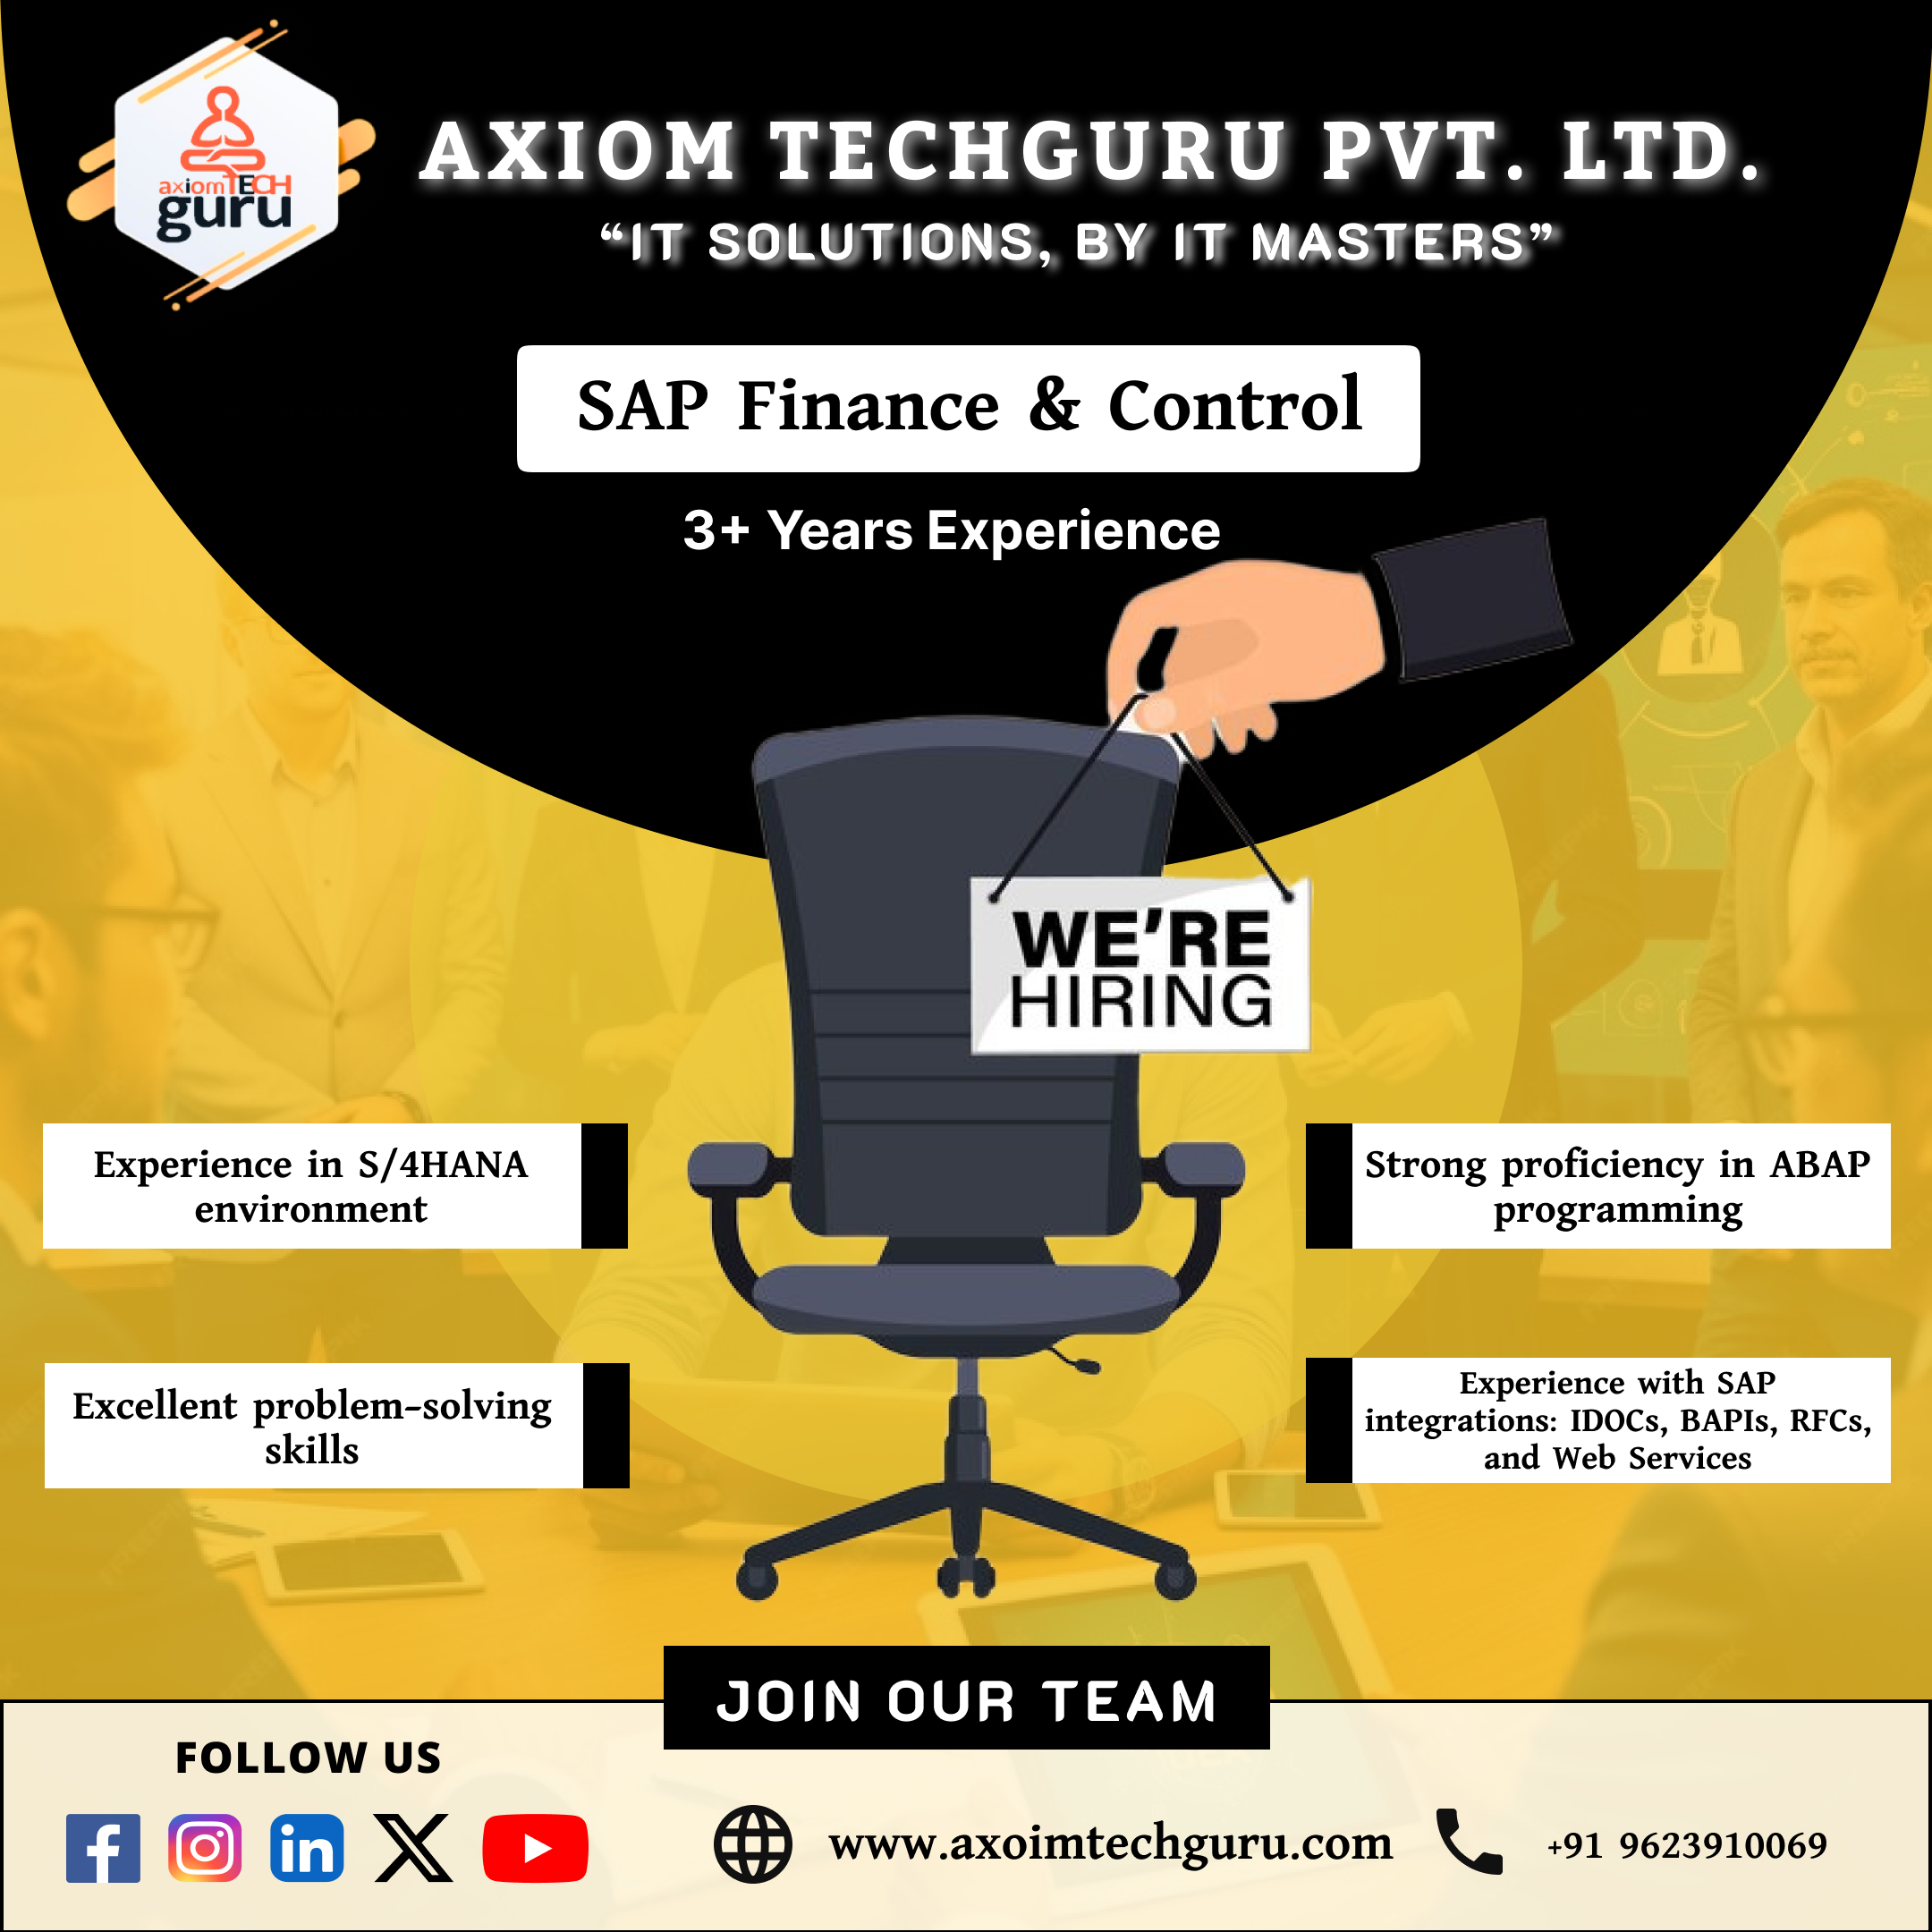 axiomTECH
guru
AXIOM TECHGURU PVT. LTD.
“IT SOLUTIONS, BY IT MASTERS”
SAP Finance & Control
3+ Years Experience
WE’RE
HIRING
Experience in S/4HANA
environment
Strong proficiency in ABAP
programming
Excellent problem-solving
skills
Experience with SAP
integrations: IDOCs, BAPIs, RFCs,
and Web Services
JOIN OUR TEAM
FOLLOW US
www.axoimtechguru.com
+91 9623910069